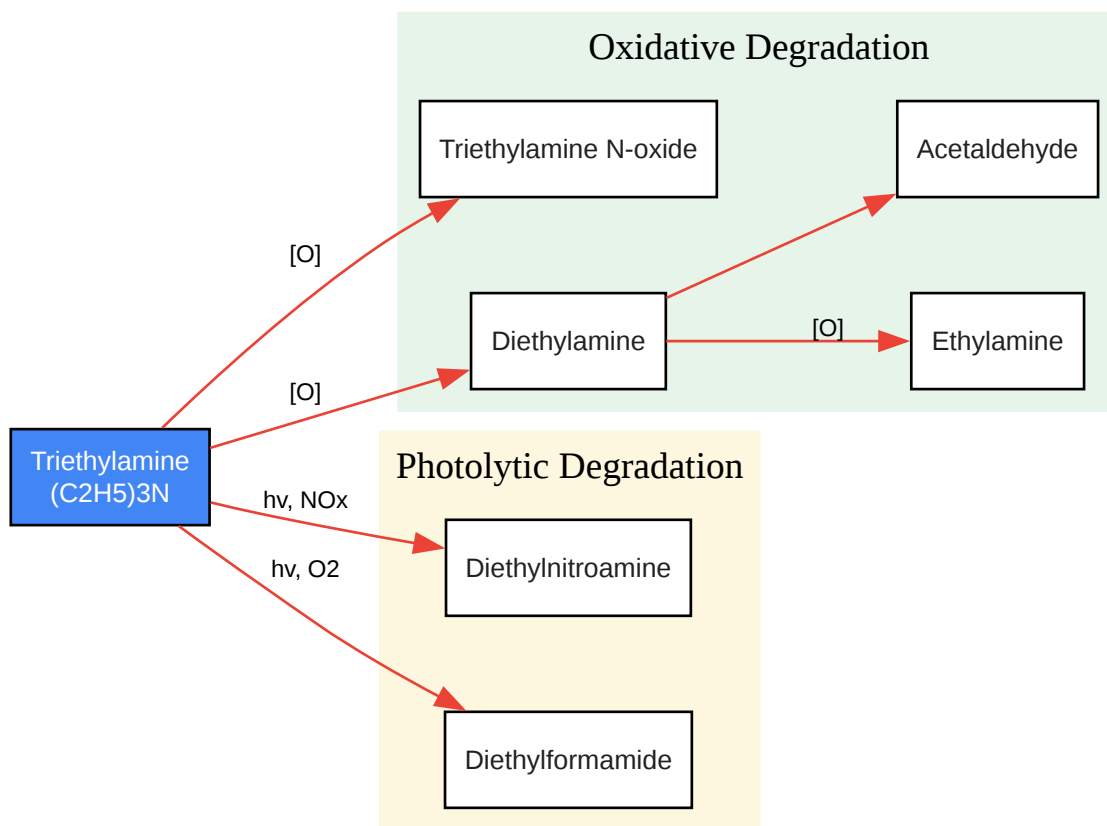 Oxidative Degradation
Triethylamine N-oxide
Acetaldehyde
[O]
Diethylamine
[O]
Ethylamine
[O]
Triethylamine
(C2H5)3N
Photolytic Degradation
hv, NOx
Diethylnitroamine
hv, O2
Diethylformamide